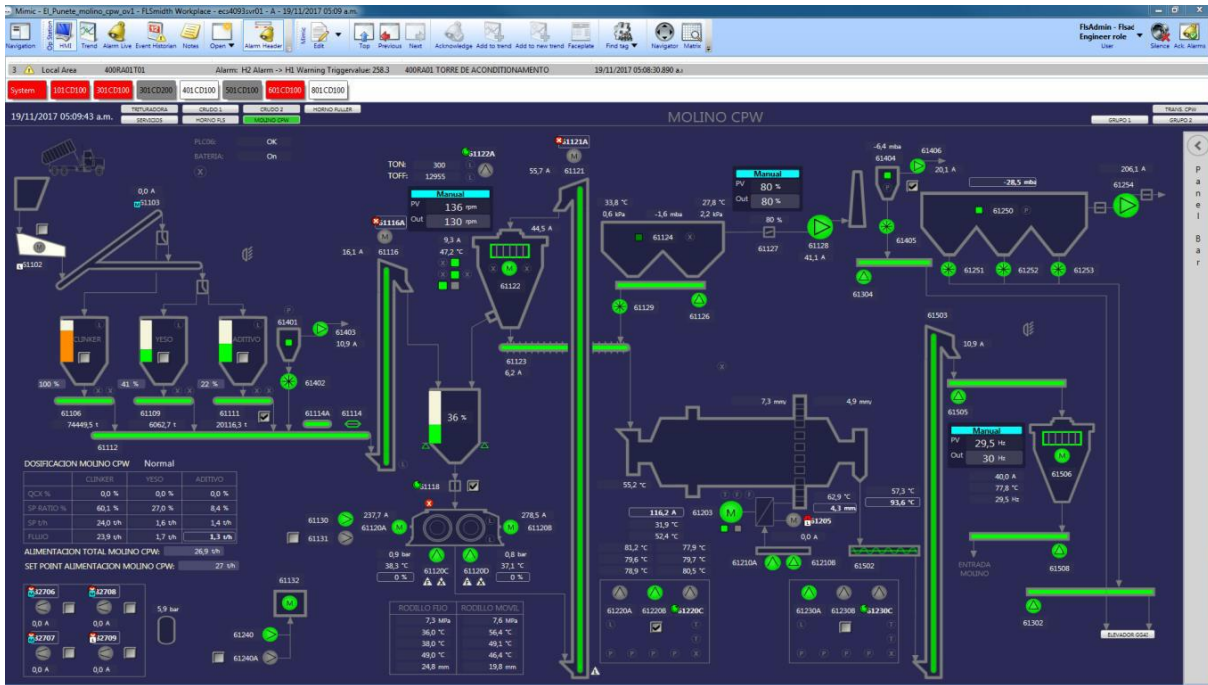 Mimic - El_Punete_molino_cpw_ov1 - FLSmidth Workplace - ecs4093svr01 - A - 19/11/2017 05:09 a.m.
Navigation
Op Station
HMI
Trend
Alarm Live
Event Historian
Notes
Open
Alarm Header
Mimic
Edit
Top
Previous
Next
Acknowledge
Add to trend
Add to new trend
Faceplate
Find tag
Navigator
Matrix
FlsAdmin - Flsac
Engineer role
User
Silence
Ack. Alarms
3 Local Area 400RA01T01 Alarm: H2 Alarm -> H1 Warning Triggervalue: 258.3 400RA01 TORRE DE ACONDITIONAMENTO 19/11/2017 05:08:30.890 a.
System 101CD100 301CD100 301CD200 401CD100 501CD100 601CD100 801CD100
19/11/2017 05:09:43 a.m.
TRITURADORA CRUDO 1 CRUDO 2 HORNO FULLER
SERVICIOS HORNO FLS MOLINO CPW
MOLINO CPW
TRANS. CPW
GRUPO 1 GRUPO 2
Panel Bar
PLC06: OK
BATERIA: On
0,0 A
61103
61102
CLINKER YESO ADITIVO
100 % 41 % 22 %
61106 61109 61111
74449,5 t 6062,7 t 20116,3 t
61112
61401
61403
10,9 A
61402
61114A 61114
TON: 300
TOFF: 12955
61122A
Manual
PV 136 rpm
Out 130 rpm
61116A
16,1 A 61116
9,3 A
47,2 °C
61121A
55,7 A 61121
44,5 A
61122
61123
6,2 A
36 %
61118
33,8 °C 27,8 °C
0,6 kPa -1,6 mba 2,2 kPa
61124
61129
61126
Manual
PV 80 %
Out 80 %
80 %
61127
61128
41,1 A
-6,4 mba
61404
61406
20,1 A
61405
61304
-28,5 mba
61250
206,1 A
61254
61251 61252 61253
61503
10,9 A
61505
Manual
PV 29,5 Hz
Out 30 Hz
40,0 A
77,8 °C
29,5 Hz
61506
ENTRADA
MOLINO
61508
61302
ELEVADOR GG40
7,3 mm/ 4,9 mm/
55,2 °C
116,2 A
31,9 °C
52,4 °C
61203
62,9 °C
4,3 mm
61205
0,0 A
57,3 °C
93,6 °C
81,2 °C 77,9 °C
79,6 °C 79,7 °C
78,9 °C 80,5 °C
61210A 61210B
61502
61220A 61220B 61220C
61230A 61230B 61230C
DOSIFICACION MOLINO CPW Normal
CLINKER YESO ADITIVO
QCX % 0,0 % 0,0 % 0,0 %
SP RATIO % 60,1 % 27,0 % 8,4 %
SP t/h 24,0 t/h 1,6 t/h 1,4 t/h
FLUJO 23,9 t/h 1,7 t/h 1,3 t/h
ALIMENTACION TOTAL MOLINO CPW: 26,9 t/h
SET POINT ALIMENTACION MOLINO CPW: 27 t/h
J2706 J2708
0,0 A 0,0 A
J2707 J2709
0,0 A 0,0 A
5,9 bar
61132
61240
61240A
61130
61131
237,7 A
61120A
278,5 A
61120B
0,9 bar
38,3 °C
0 %
61120C 61120D
0,8 bar
37,1 °C
0 %
RODILLO FIJO RODILLO MOVIL
7,3 MPa 7,6 MPa
36,0 °C 56,4 °C
38,0 °C 49,1 °C
49,0 °C 46,4 °C
24,8 mm 19,8 mm